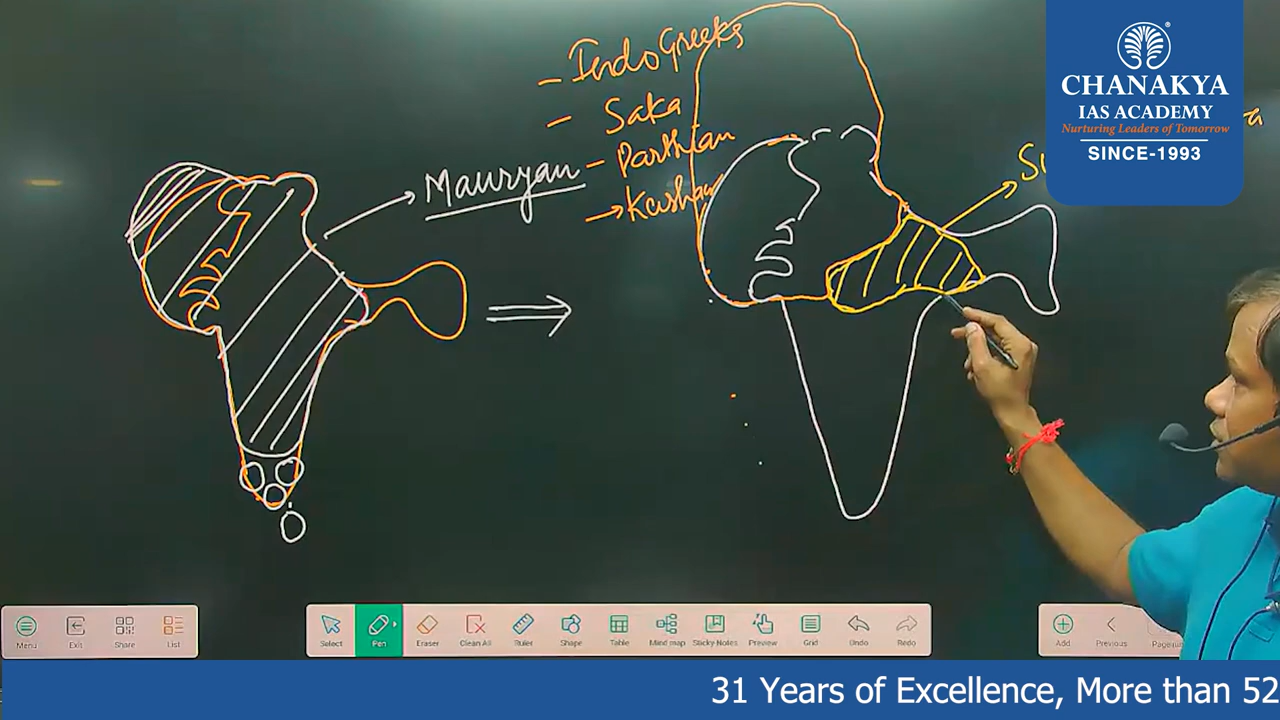 - Indo Greeks
- Saka
- Parthian
→ Kushan
Mauryan
CHANAKYA
IAS ACADEMY
Nurturing Leaders of Tomorrow
SINCE-1993
Menu
Exit
Share
List
Select
Pen
Eraser
Clean All
Ruler
Shape
Table
Mind map
Sticky Notes
Preview
Grid
Undo
Redo
Add
Previous
31 Years of Excellence, More than 52